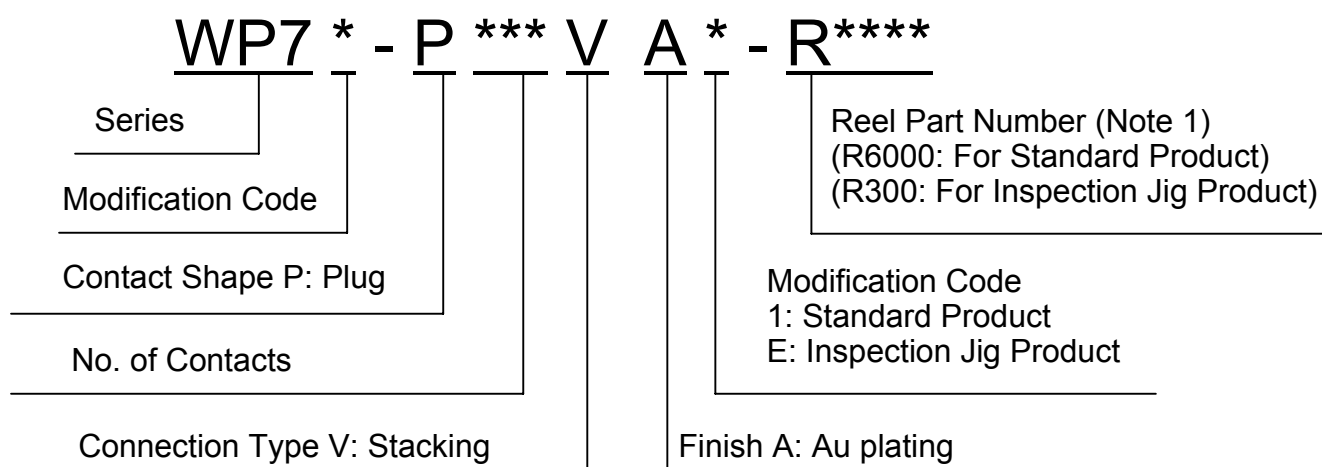 WP7 * - P *** V A * - R****
Series
Modification Code
Contact Shape P: Plug
No. of Contacts
Connection Type V: Stacking
Reel Part Number (Note 1)
(R6000: For Standard Product)
(R300: For Inspection Jig Product)
Modification Code
1: Standard Product
E: Inspection Jig Product
Finish A: Au plating